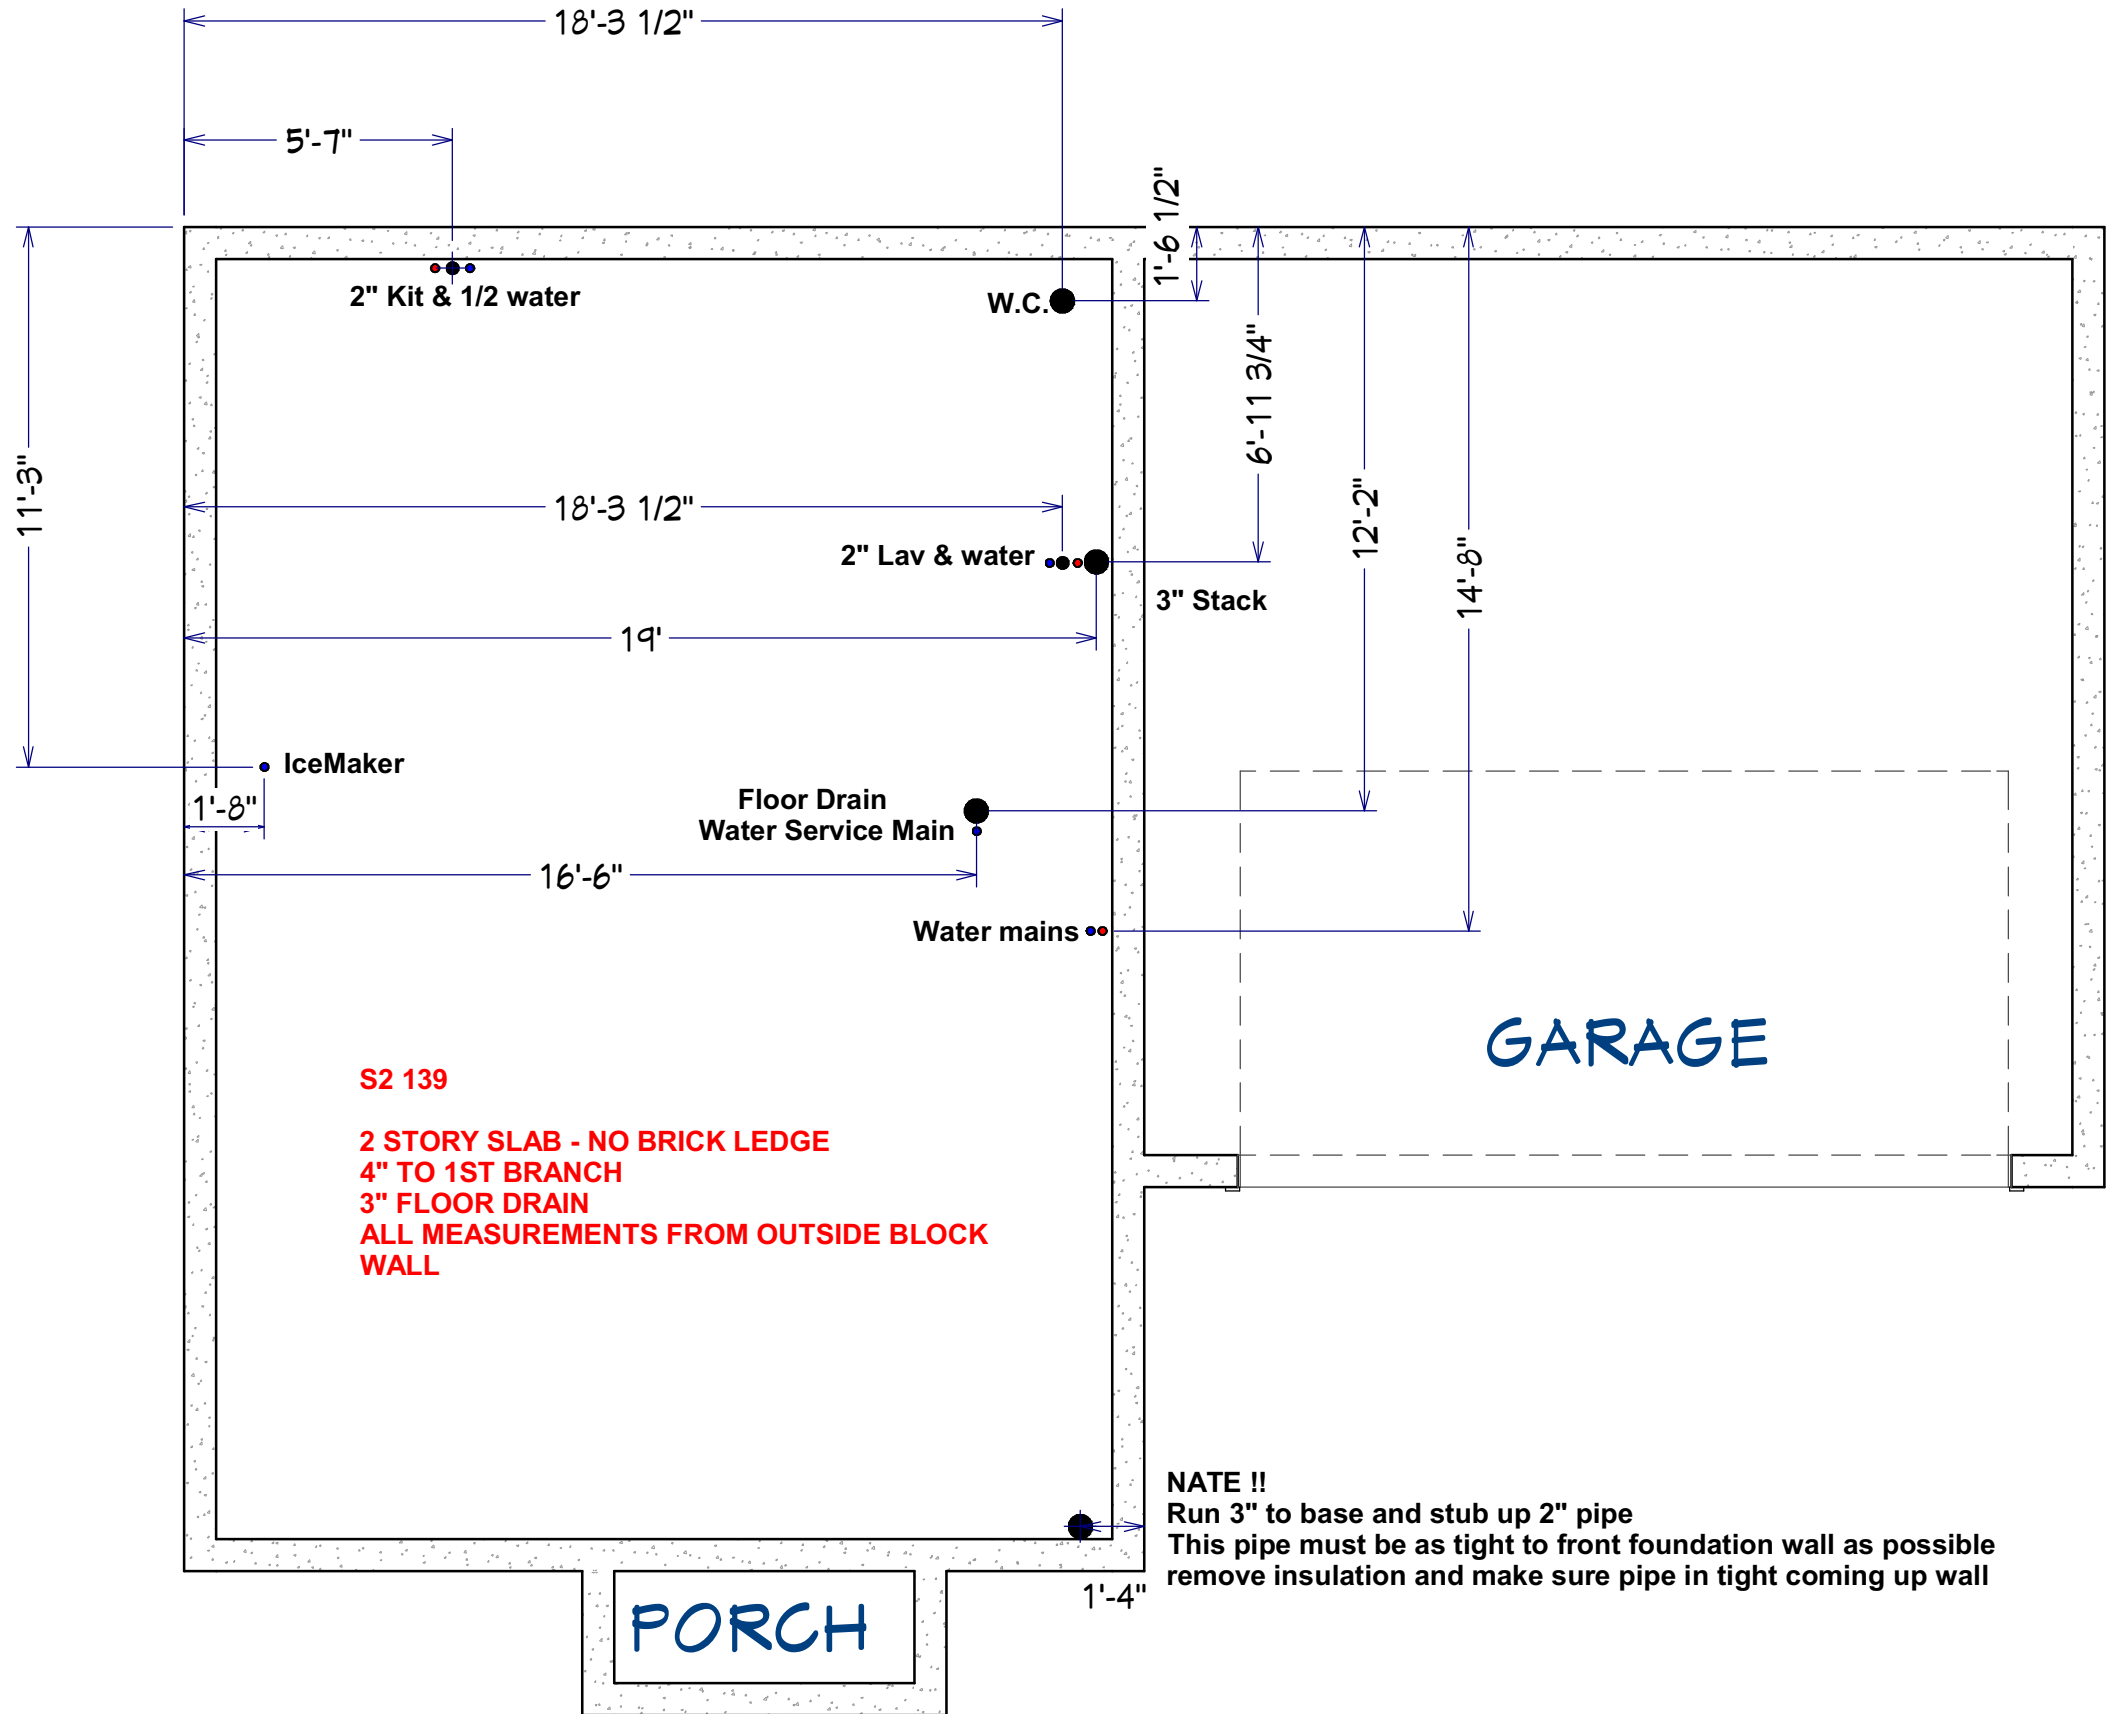 18'-3 1/2"
5'-7"
1'-6 1/2"
2" Kit & 1/2 water
W.C.
6'-11 3/4"
11'-3"
18'-3 1/2"
12'-2"
2" Lav & water
14'-8"
3" Stack
19'
IceMaker
1'-8"
Floor Drain
Water Service Main
16'-6"
Water mains
GARAGE
S2 139
2 STORY SLAB - NO BRICK LEDGE
4" TO 1ST BRANCH
3" FLOOR DRAIN
ALL MEASUREMENTS FROM OUTSIDE BLOCK
WALL
NATE !!
Run 3" to base and stub up 2" pipe
This pipe must be as tight to front foundation wall as possible
remove insulation and make sure pipe in tight coming up wall
1'-4"
PORCH